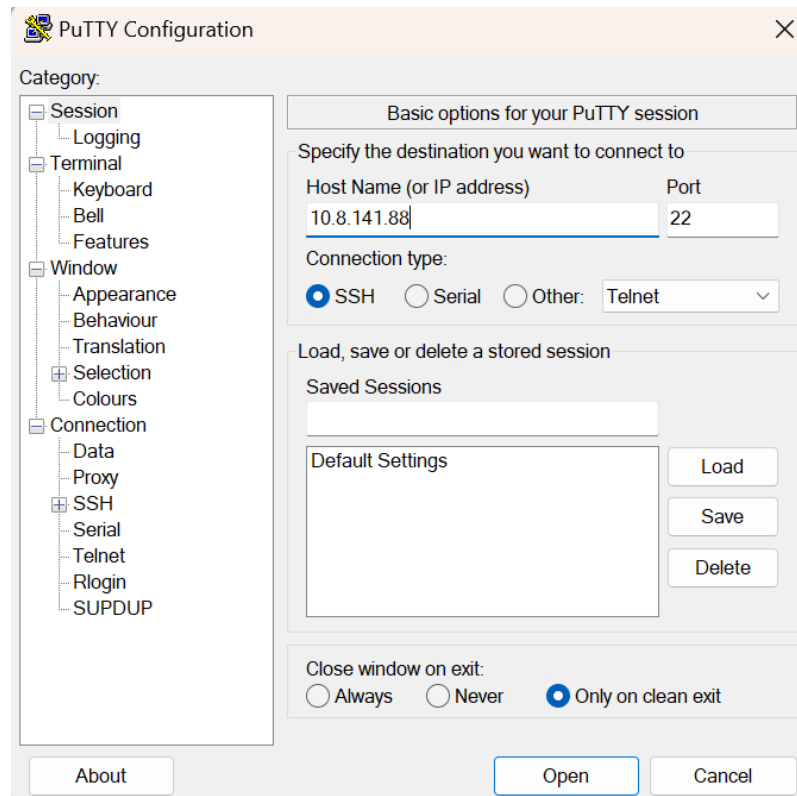 PuTTY Configuration
Category:
Session
Logging
Terminal
Keyboard
Bell
Features
Window
Appearance
Behaviour
Translation
Selection
Colours
Connection
Data
Proxy
SSH
Serial
Telnet
Rlogin
SUPDUP
Basic options for your PuTTY session
Specify the destination you want to connect to
Host Name (or IP address) Port
10.8.141.88 22
Connection type:
SSH Serial Other: Telnet
Load, save or delete a stored session
Saved Sessions
Default Settings
Load
Save
Delete
Close window on exit:
Always Never Only on clean exit
About Open Cancel